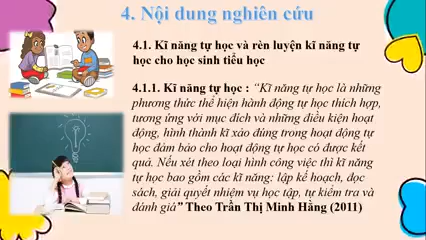 4. Nội dung nghiên cứu
4.1. Kĩ năng tự học và rèn luyện kĩ năng tự
học cho học sinh tiểu học
4.1.1. Kĩ năng tự học : “Kĩ năng tự học là những
phương thức thể hiện hành động tự học thích hợp,
tương ứng với mục đích và những điều kiện hoạt
động, hình thành kĩ xảo đúng trong hoạt động tự
học đảm bảo cho hoạt động tự học có được kết
quả. Nếu xét theo loại hình công việc thì kĩ năng
tự học bao gồm các kĩ năng: lập kế hoạch, đọc
sách, giải quyết nhiệm vụ học tập, tự kiểm tra và
đánh giá” Theo Trần Thị Minh Hằng (2011)